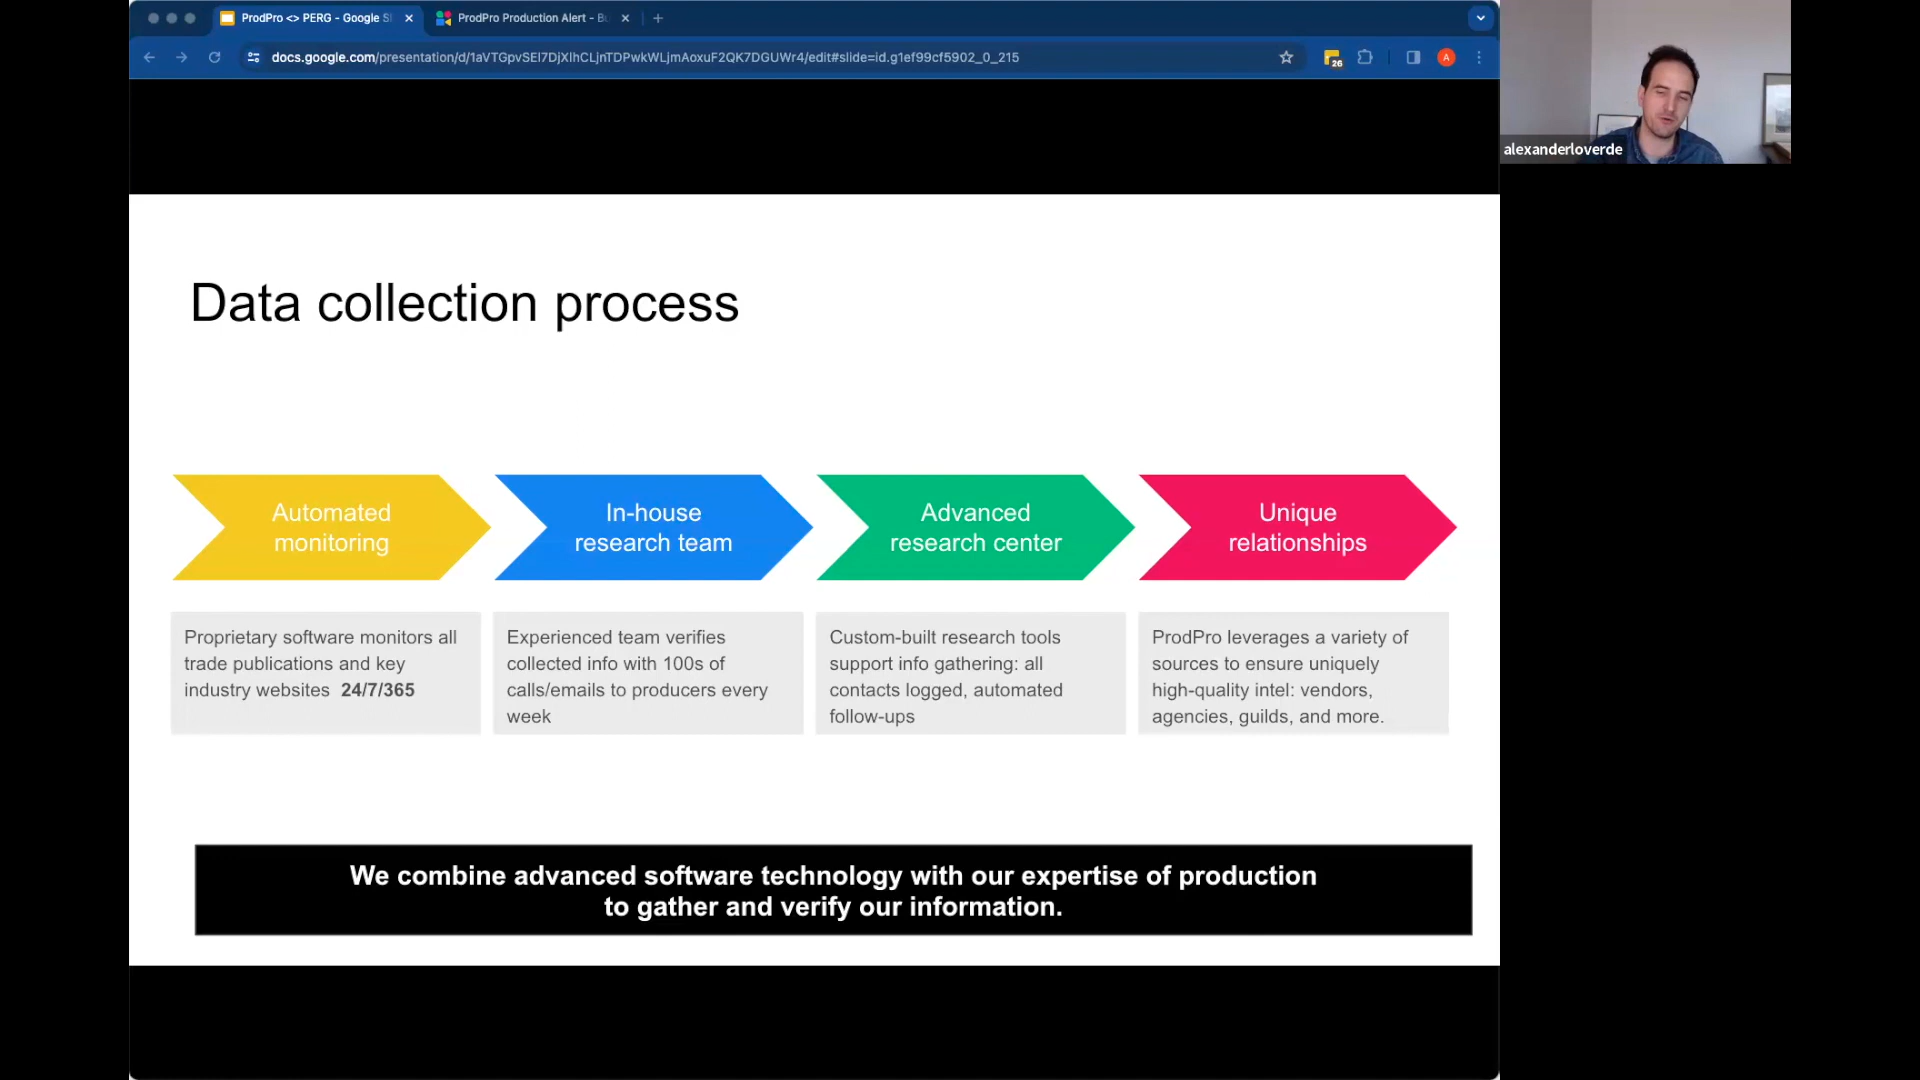 ProdPro <> PERG - Google S
ProdPro Production Alert - B
docs.google.com/presentation/d/1aVTGpvSEI7DjXIhCLjnTDPwkWLjmAoxuF2QK7DGUWr4/edit#slide=id.g1ef99cf5902_0_215
26
A
alexanderloverde
Data collection process
Automated
monitoring
In-house
research team
Advanced
research center
Unique
relationships
Proprietary software monitors all
trade publications and key
industry websites 24/7/365
Experienced team verifies
collected info with 100s of
calls/emails to producers every
week
Custom-built research tools
support info gathering: all
contacts logged, automated
follow-ups
ProdPro leverages a variety of
sources to ensure uniquely
high-quality intel: vendors,
agencies, guilds, and more.
We combine advanced software technology with our expertise of production
to gather and verify our information.